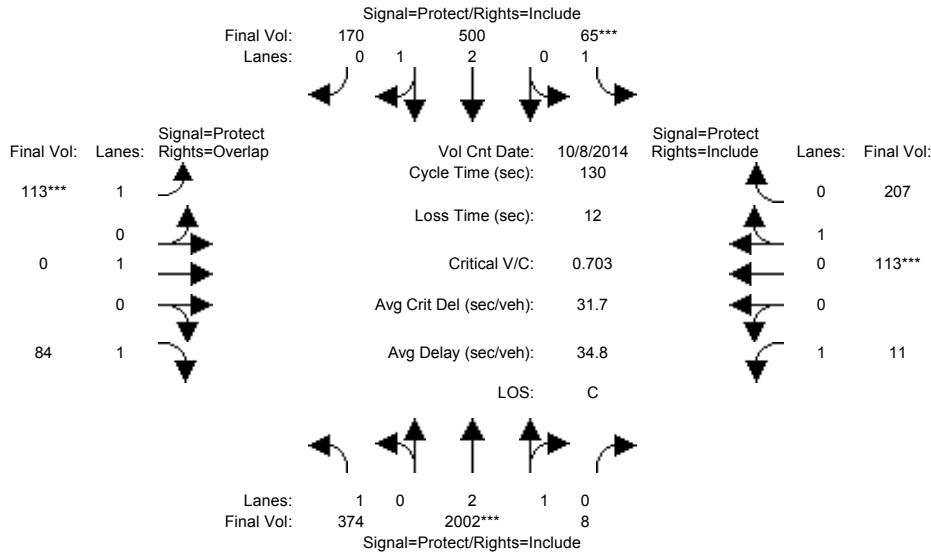 Signal=Protect/Rights=Include
Final Vol: 170 500 65***
Lanes: 0 1 2 0 1
Signal=Protect Signal=Protect
Final Vol: Lanes: Rights=Overlap Vol Cnt Date: 10/8/2014 Rights=Include Lanes: Final Vol:
Cycle Time (sec): 130
113*** 1 0 207
Loss Time (sec): 12
0 1
0 1 Critical V/C: 0.703 0 113***
0 Avg Crit Del (sec/veh): 31.7 0
84 1 Avg Delay (sec/veh): 34.8 1 11
LOS: C
Lanes: 1 0 2 1 0
Final Vol: 374 2002*** 8
Signal=Protect/Rights=Include